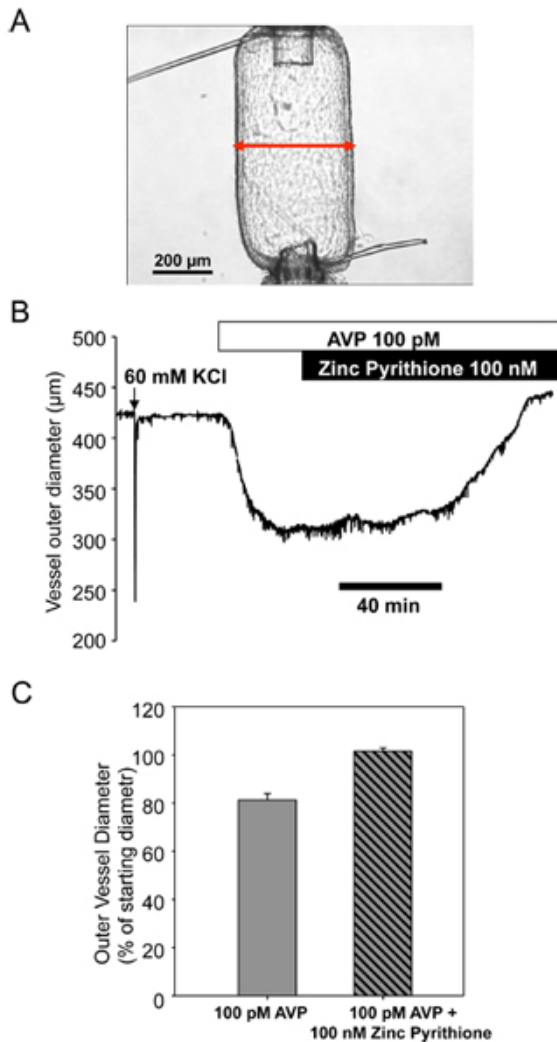 A
200 µm
B
AVP 100 pM
Zinc Pyrithione 100 nM
60 mM KCl
Vessel outer diameter (µm)
500
450
400
350
300
250
200
40 min
C
Outer Vessel Diameter
(% of starting diametr)
120
100
80
60
40
20
0
100 pM AVP
100 pM AVP +
100 nM Zinc Pyrithione